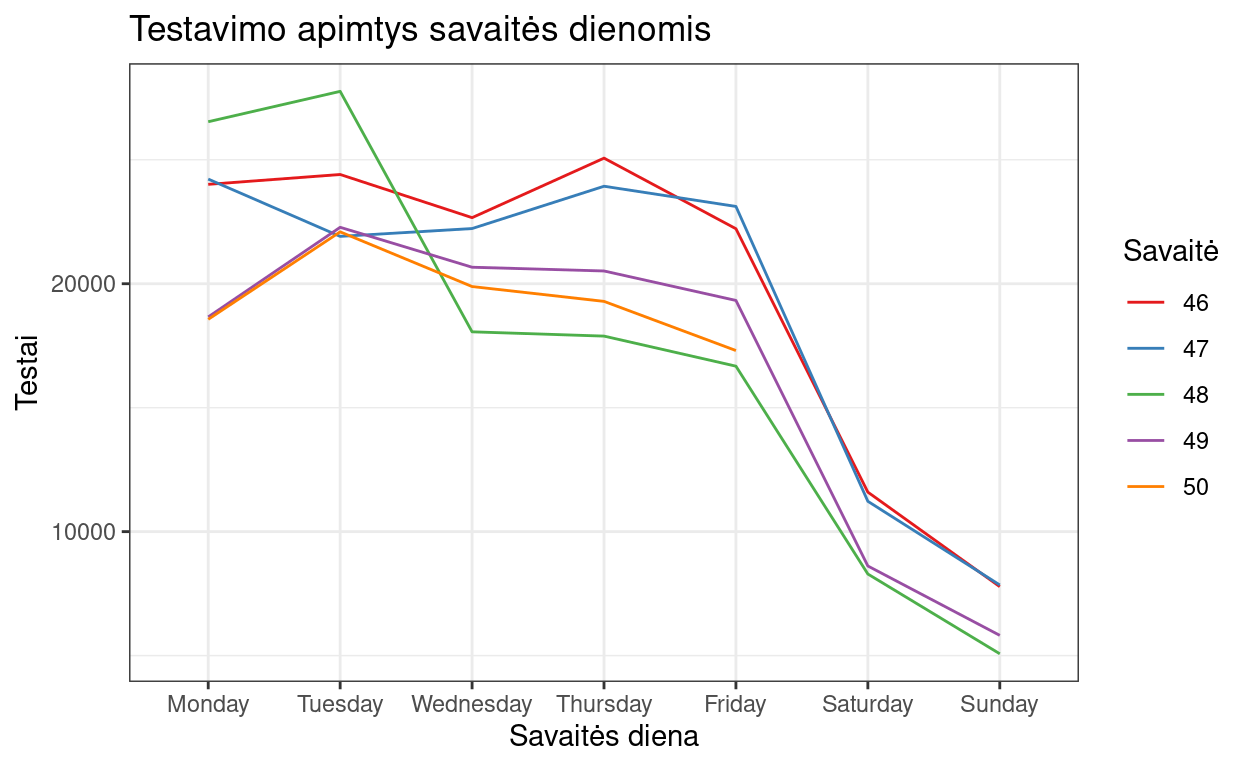 Testavimo apimtys savaitės dienomis
Testai
20000
10000
Monday Tuesday Wednesday Thursday Friday Saturday Sunday
Savaitės diena
Savaitė
46
47
48
49
50